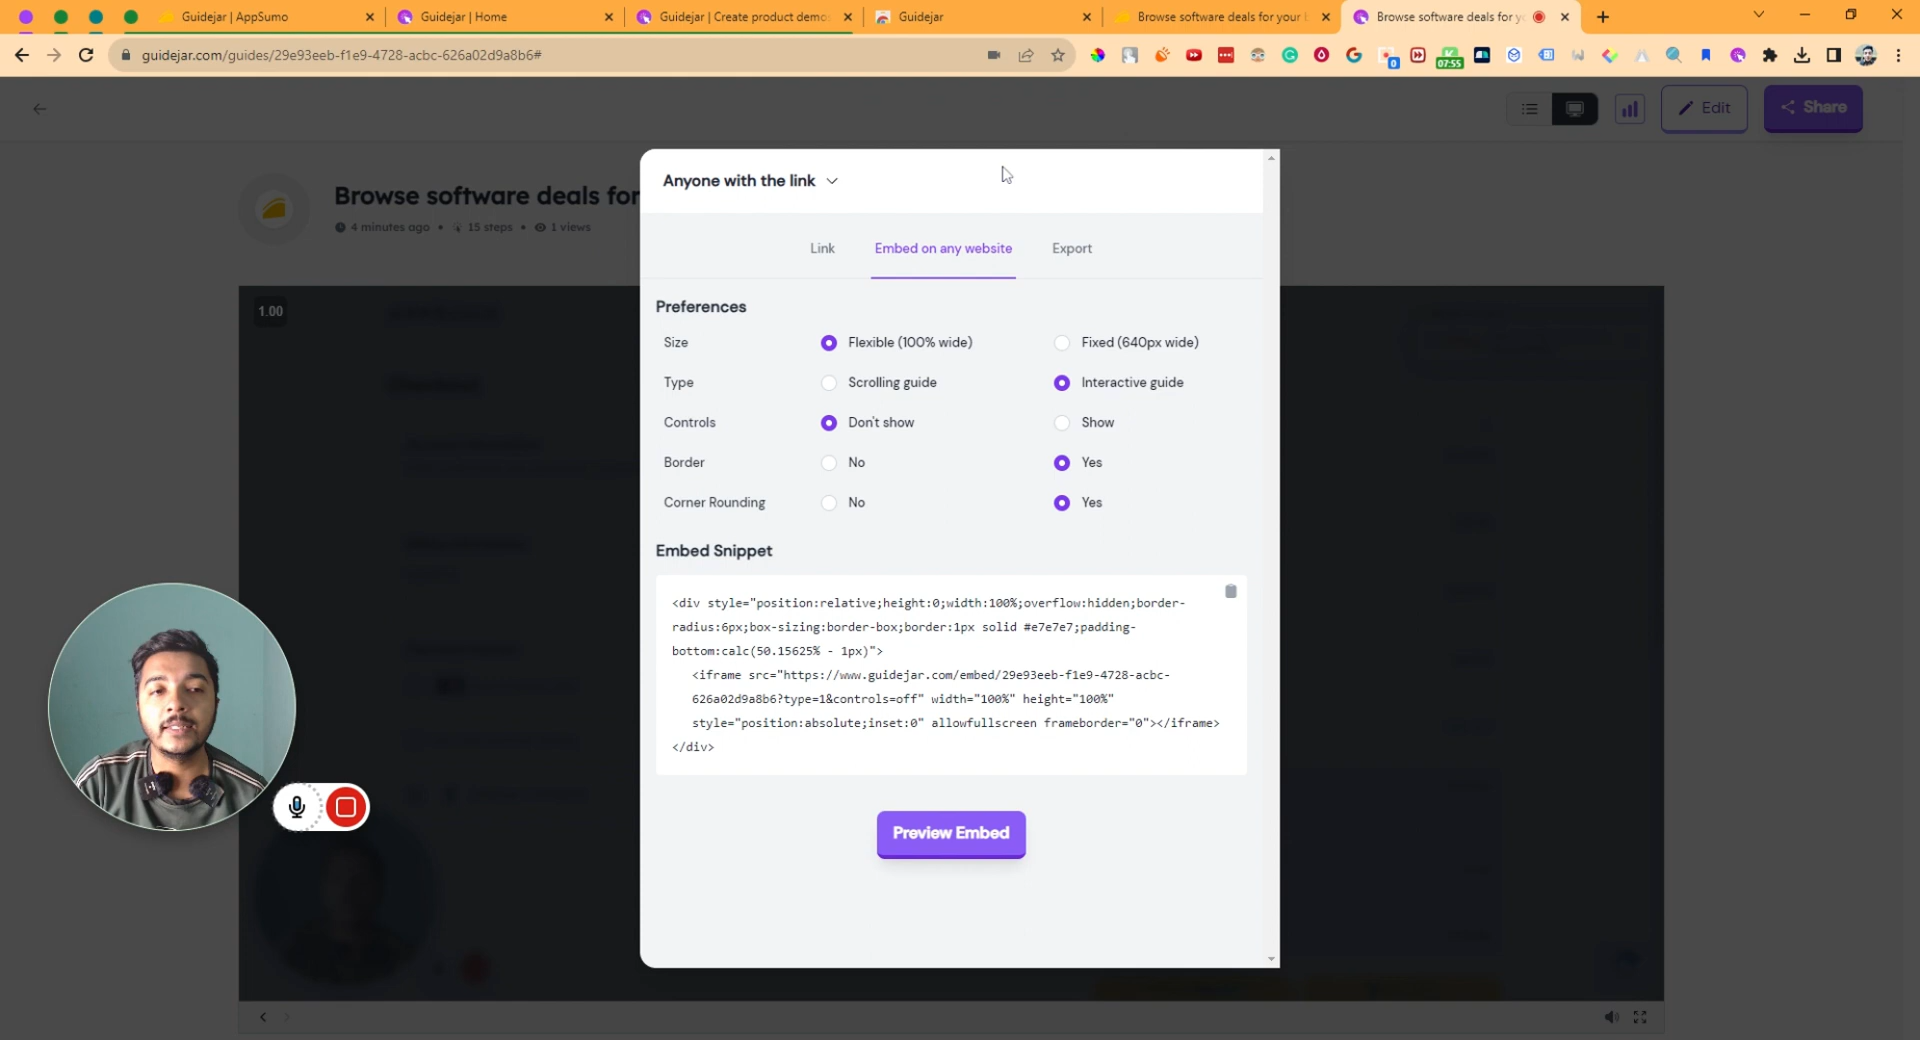 Guidejar | AppSumo
Guidejar | Home
Guidejar | Create product demo
Guidejar
Browse software deals for your
Browse software deals for
guidejar.com/guides/29e93eeb-f1e9-4728-acbc-626a02d9a8b6#
0
07:55
Edit
Share
Browse software deals for
4 minutes ago • 15 steps • 1 views
1.00
Anyone with the link
Link
Embed on any website
Export
Preferences
Size
Flexible (100% wide)
Fixed (640px wide)
Type
Scrolling guide
Interactive guide
Controls
Don't show
Show
Border
No
Yes
Corner Rounding
No
Yes
Embed Snippet
<div style="position:relative;height:0;width:100%;overflow:hidden;border-
radius:6px;box-sizing:border-box;border:1px solid #e7e7e7;padding-
bottom:calc(50.15625% - 1px)">
<iframe src="https://www.guidejar.com/embed/29e93eeb-f1e9-4728-acbc-
626a02d9a8b6?type=1&controls=off" width="100%" height="100%"
style="position:absolute;inset:0" allowfullscreen frameborder="0"></iframe>
</div>
Preview Embed